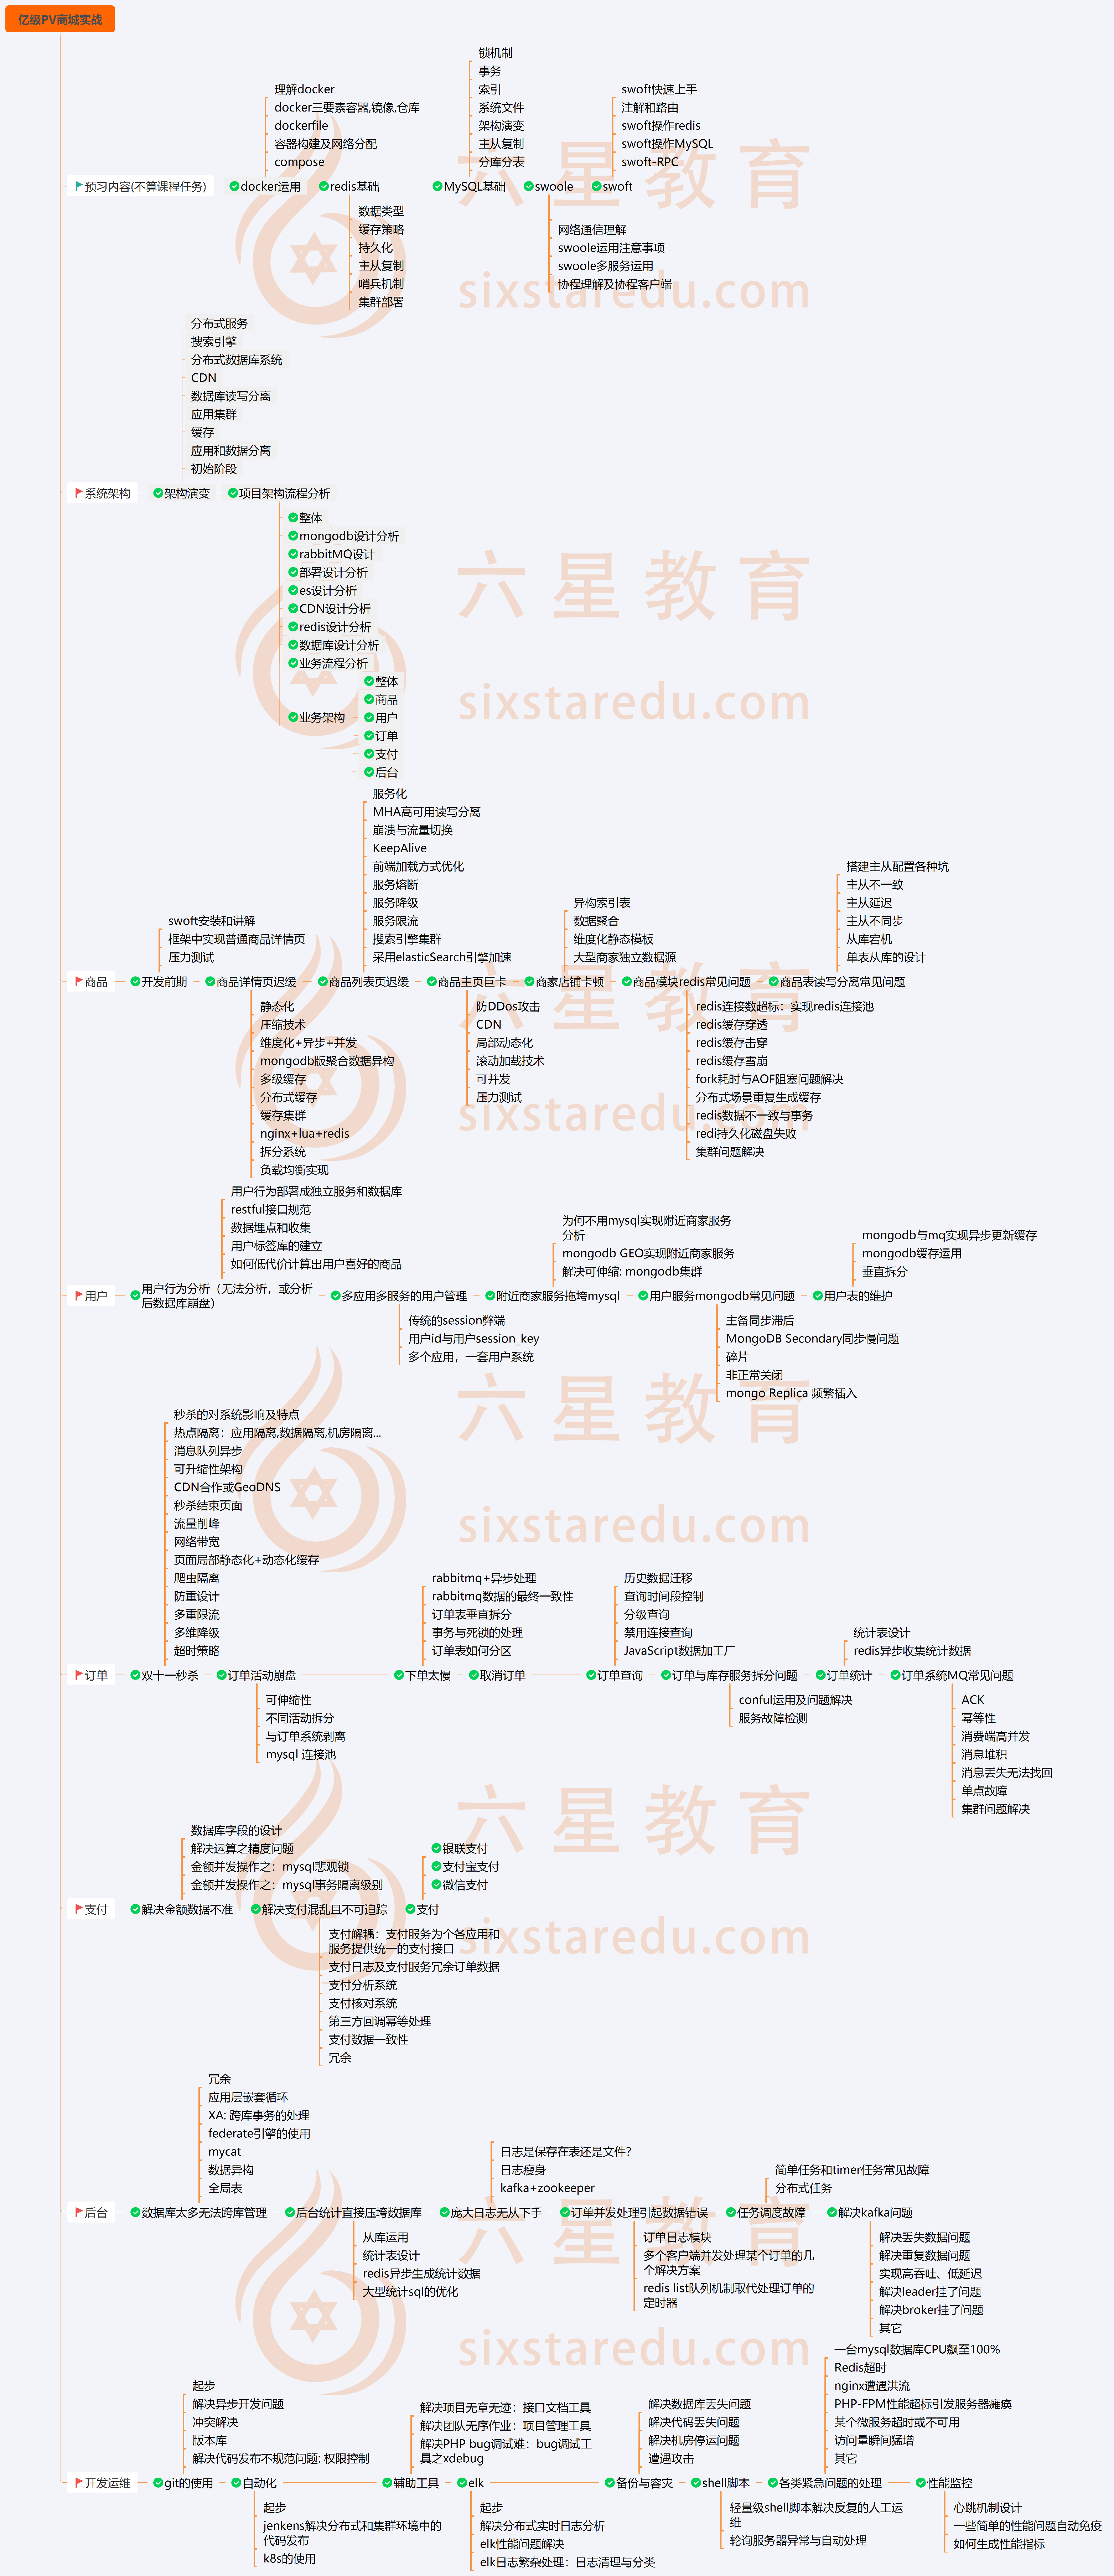 亿级PV商城实战
锁机制
事务
索引
系统文件
架构演变
主从复制
分库分表
理解docker
docker三要素容器,镜像,仓库
dockerfile
容器构建及网络分配
compose
swoft快速上手
注解和路由
swoft操作redis
swoft操作MySQL
swoft-RPC
预习内容(不算课程任务)
docker运用
redis基础
MySQL基础
swoole
swoft
数据类型
缓存策略
持久化
主从复制
哨兵机制
集群部署
网络通信理解
swoole运用注意事项
swoole多服务运用
协程理解及协程客户端
六星教育
sixstaredu.com
分布式服务
搜索引擎
分布式数据库系统
CDN
数据库读写分离
应用集群
缓存
应用和数据分离
初始阶段
系统架构
架构演变
项目架构流程分析
整体
mongodb设计分析
rabbitMQ设计
部署设计分析
es设计分析
CDN设计分析
redis设计分析
数据库设计分析
业务流程分析
业务架构
整体
商品
用户
订单
支付
后台
六星教育
sixstaredu.com
服务化
MHA高可用读写分离
崩溃与流量切换
KeepAlive
前端加载方式优化
服务熔断
服务降级
服务限流
搜索引擎集群
采用elasticSearch引擎加速
swoft安装和讲解
框架中实现普通商品详情页
压力测试
异构索引表
数据聚合
维度化静态模板
大型商家独立数据源
搭建主从配置各种坑
主从不一致
主从延迟
主从不同步
从库宕机
单表从库的设计
商品
开发前期
商品详情页迟缓
商品列表页迟缓
商品主页巨卡
商家店铺卡顿
商品模块redis常见问题
商品表读写分离常见问题
静态化
压缩技术
维度化+异步+并发
mongodb版聚合数据异构
多级缓存
分布式缓存
缓存集群
nginx+lua+redis
拆分系统
负载均衡实现
防DDos攻击
CDN
局部动态化
滚动加载技术
可并发
压力测试
redis连接数超标：实现redis连接池
redis缓存穿透
redis缓存击穿
redis缓存雪崩
fork耗时与AOF阻塞问题解决
分布式场景重复生成缓存
redis数据不一致与事务
redi持久化磁盘失败
集群问题解决
六星教育
sixstaredu.com
用户行为部署成独立服务和数据库
restful接口规范
数据埋点和收集
用户标签库的建立
如何低代价计算出用户喜好的商品
为何不用mysql实现附近商家服务
分析
mongodb GEO实现附近商家服务
解决可伸缩: mongodb集群
mongodb与mq实现异步更新缓存
mongodb缓存运用
垂直拆分
用户
用户行为分析（无法分析，或分析
后数据库崩盘）
多应用多服务的用户管理
附近商家服务拖垮mysql
用户服务mongodb常见问题
用户表的维护
传统的session弊端
用户id与用户session_key
多个应用，一套用户系统
主备同步滞后
MongoDB Secondary同步慢问题
碎片
非正常关闭
mongo Replica 频繁插入
六星教育
sixstaredu.com
秒杀的对系统影响及特点
热点隔离：应用隔离,数据隔离,机房隔离...
消息队列异步
可升缩性架构
CDN合作或GeoDNS
秒杀结束页面
流量削峰
网络带宽
页面局部静态化+动态化缓存
爬虫隔离
防重设计
多重限流
多维降级
超时策略
rabbitmq+异步处理
rabbitmq数据的最终一致性
订单表垂直拆分
事务与死锁的处理
订单表如何分区
历史数据迁移
查询时间段控制
分级查询
禁用连接查询
JavaScript数据加工厂
统计表设计
redis异步收集统计数据
订单
双十一秒杀
订单活动崩盘
下单太慢
取消订单
订单查询
订单与库存服务拆分问题
订单统计
订单系统MQ常见问题
可伸缩性
不同活动拆分
与订单系统剥离
mysql 连接池
conful运用及问题解决
服务故障检测
ACK
幂等性
消费端高并发
消息堆积
消息丢失无法找回
单点故障
集群问题解决
六星教育
sixstaredu.com
数据库字段的设计
解决运算之精度问题
金额并发操作之：mysql悲观锁
金额并发操作之：mysql事务隔离级别
银联支付
支付宝支付
微信支付
支付
解决金额数据不准
解决支付混乱且不可追踪
支付
支付解耦：支付服务为个各应用和
服务提供统一的支付接口
支付日志及支付服务冗余订单数据
支付分析系统
支付核对系统
第三方回调幂等处理
支付数据一致性
冗余
冗余
应用层嵌套循环
XA: 跨库事务的处理
federate引擎的使用
mycat
数据异构
全局表
日志是保存在表还是文件？
日志瘦身
kafka+zookeeper
简单任务和timer任务常见故障
分布式任务
后台
数据库太多无法跨库管理
后台统计直接压垮数据库
庞大日志无从下手
订单并发处理引起数据错误
任务调度故障
解决kafka问题
从库运用
统计表设计
redis异步生成统计数据
大型统计sql的优化
订单日志模块
多个客户端并发处理某个订单的几
个解决方案
redis list队列机制取代处理订单的
定时器
解决丢失数据问题
解决重复数据问题
实现高吞吐、低延迟
解决leader挂了问题
解决broker挂了问题
其它
六星教育
sixstaredu.com
起步
解决异步开发问题
冲突解决
版本库
解决代码发布不规范问题: 权限控制
解决项目无章无迹：接口文档工具
解决团队无序作业：项目管理工具
解决PHP bug调试难：bug调试工
具之xdebug
解决数据库丢失问题
解决代码丢失问题
解决机房停运问题
遭遇攻击
一台mysql数据库CPU飙至100%
Redis超时
nginx遭遇洪流
PHP-FPM性能超标引发服务器瘫痪
某个微服务超时或不可用
访问量瞬间猛增
其它
开发运维
git的使用
自动化
辅助工具
elk
备份与容灾
shell脚本
各类紧急问题的处理
性能监控
起步
jenkens解决分布式和集群环境中的
代码发布
k8s的使用
起步
解决分布式实时日志分析
elk性能问题解决
elk日志繁杂处理：日志清理与分类
轻量级shell脚本解决反复的人工运
维
轮询服务器异常与自动处理
心跳机制设计
一些简单的性能问题自动免疫
如何生成性能指标